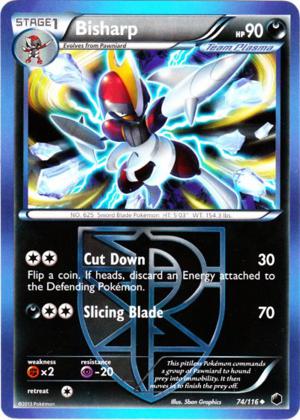 STAGE1 Bisharp HP 90
Evolves from Pawniard
Team Plasma
NO. 625 Sword Blade Pokémon HT: 5'03" WT: 154.3 lbs.
Cut Down 30
Flip a coin. If heads, discard an Energy attached to
the Defending Pokémon.
Slicing Blade 70
weakness resistance
×2 -20
retreat
This pitiless Pokémon commands
a group of Pawniard to hound
prey into immobility. It then
moves in to finish the prey off.
©2013 Pokémon Illus. 5ban Graphics 74/116